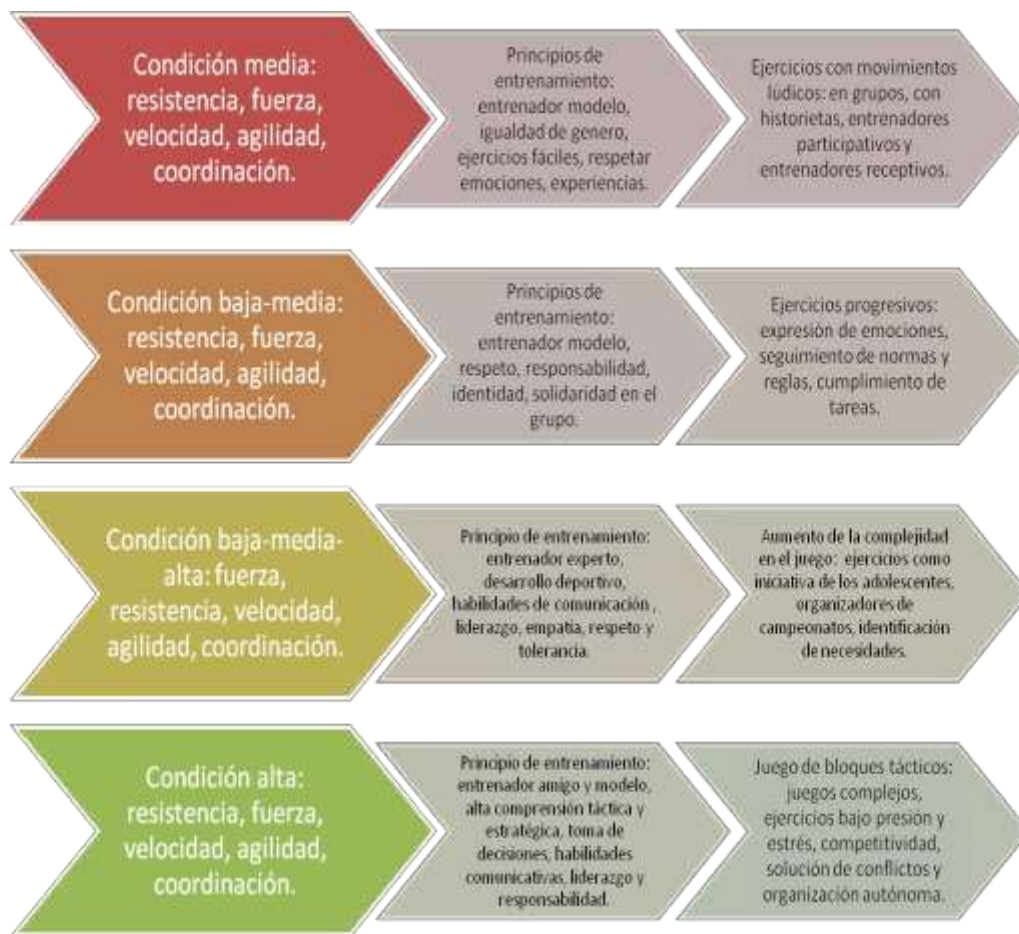 Condición media:
resistencia, fuerza,
velocidad, agilidad,
coordinación.
Principios de
entrenamiento:
entrenador modelo,
igualdad de genero,
ejercicios fáciles, respetar
emociones, experiencias.
Ejercicios con movimientos
lúdicos: en grupos, con
historietas, entrenadores
participativos y
entrenadores receptivos.
Condición baja-media:
resistencia, fuerza,
velocidad, agilidad,
coordinación.
Principios de
entrenamiento:
entrenador modelo,
respeto, responsabilidad,
identidad, solidaridad en el
grupo.
Ejercicios progresivos:
expresión de emociones,
seguimiento de normas y
reglas, cumplimiento de
tareas.
Condición baja-media-
alta: fuerza,
resistencia, velocidad,
agilidad, coordinación.
Principio de entrenamiento:
entrenador experto,
desarrollo deportivo,
habilidades de comunicación ,
liderazgo, empatía, respeto y
tolerancia.
Aumento de la complejidad
en el juego: ejercicios como
iniciativa de los adolescentes,
organizadores de
campeonatos, identificación
de necesidades.
Condición alta:
resistencia, fuerza,
velocidad, agilidad,
coordinación.
Principio de entrenamiento:
entrenador amigo y modelo,
alta comprensión táctica y
estratégica, toma de
decisiones, habilidades
comunicativas, liderazgo y
responsabilidad.
Juego de bloques tácticos:
juegos complejos,
ejercicios bajo presión y
estrés, competitividad,
solución de conflictos y
organización autónoma.